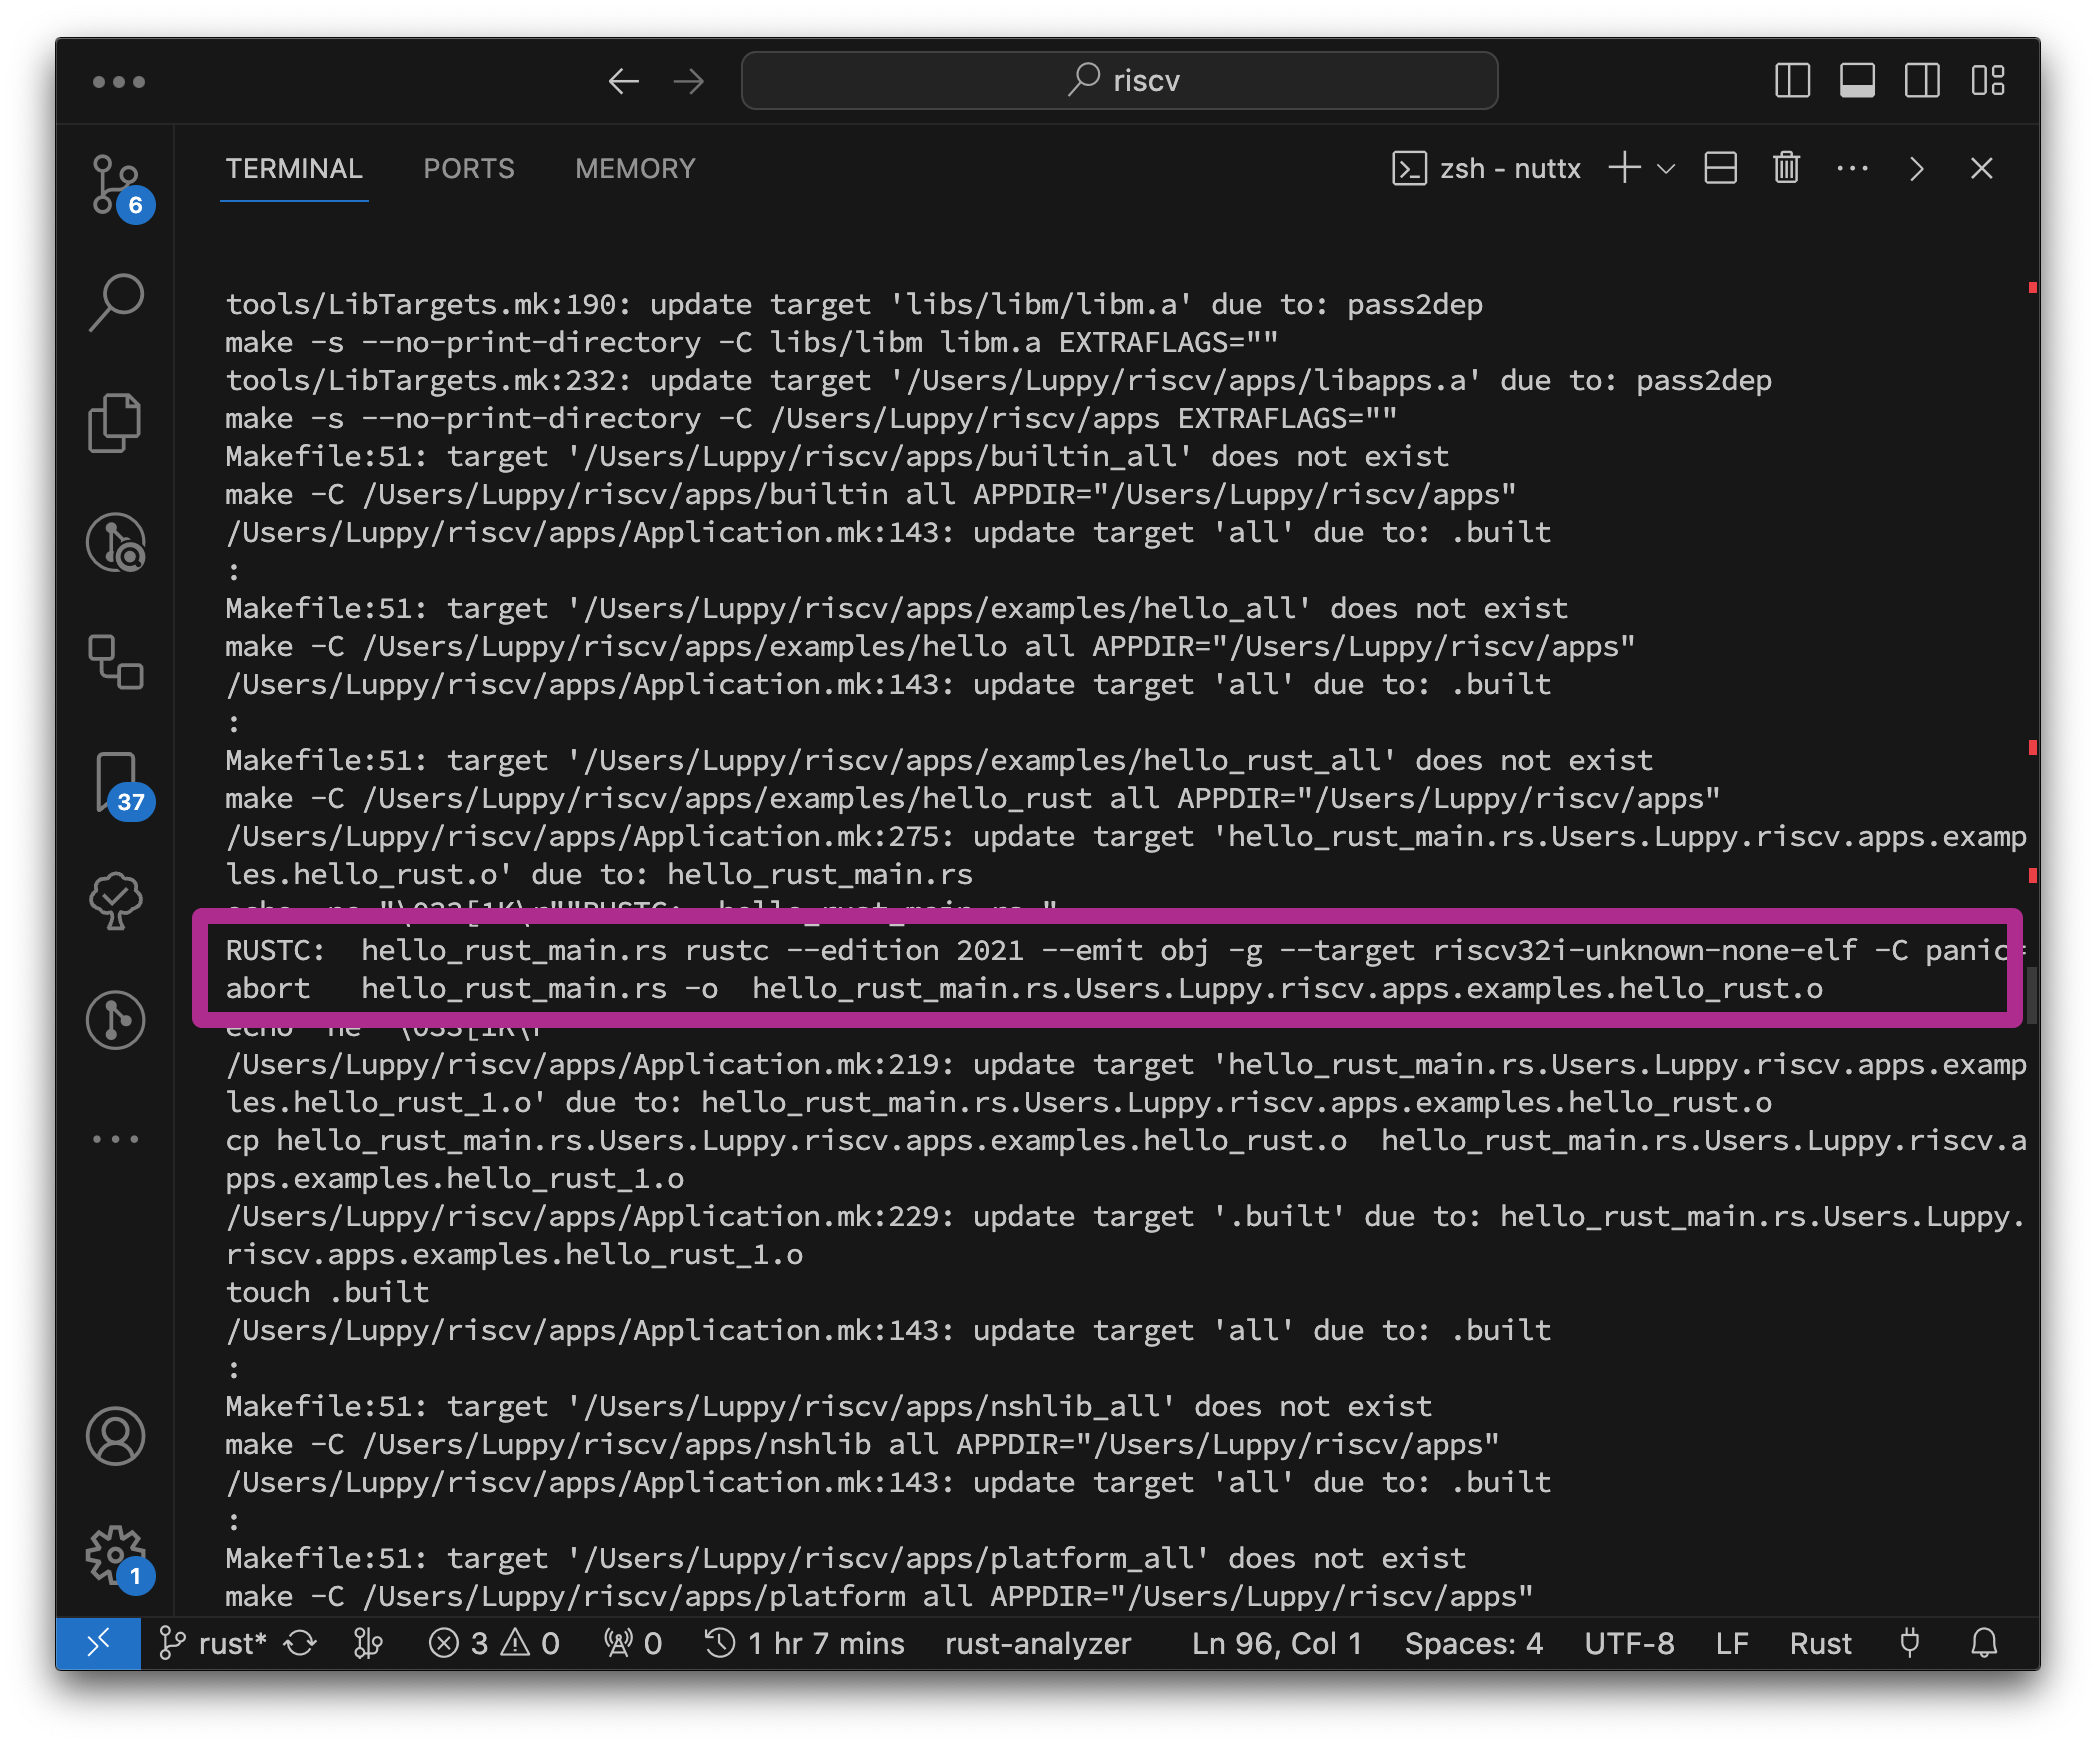 riscv
TERMINAL PORTS MEMORY zsh - nuttx
6
tools/LibTargets.mk:190: update target 'libs/libm/libm.a' due to: pass2dep
make -s --no-print-directory -C libs/libm libm.a EXTRAFLAGS=""
tools/LibTargets.mk:232: update target '/Users/Luppy/riscv/apps/libapps.a' due to: pass2dep
make -s --no-print-directory -C /Users/Luppy/riscv/apps EXTRAFLAGS=""
Makefile:51: target '/Users/Luppy/riscv/apps/builtin_all' does not exist
make -C /Users/Luppy/riscv/apps/builtin all APPDIR="/Users/Luppy/riscv/apps"
/Users/Luppy/riscv/apps/Application.mk:143: update target 'all' due to: .built
:
Makefile:51: target '/Users/Luppy/riscv/apps/examples/hello_all' does not exist
make -C /Users/Luppy/riscv/apps/examples/hello all APPDIR="/Users/Luppy/riscv/apps"
/Users/Luppy/riscv/apps/Application.mk:143: update target 'all' due to: .built
:
Makefile:51: target '/Users/Luppy/riscv/apps/examples/hello_rust_all' does not exist
make -C /Users/Luppy/riscv/apps/examples/hello_rust all APPDIR="/Users/Luppy/riscv/apps"
37
/Users/Luppy/riscv/apps/Application.mk:275: update target 'hello_rust_main.rs.Users.Luppy.riscv.apps.examp
les.hello_rust.o' due to: hello_rust_main.rs
RUSTC:  hello_rust_main.rs rustc --edition 2021 --emit obj -g --target riscv32i-unknown-none-elf -C panic=
abort   hello_rust_main.rs -o  hello_rust_main.rs.Users.Luppy.riscv.apps.examples.hello_rust.o
/Users/Luppy/riscv/apps/Application.mk:219: update target 'hello_rust_main.rs.Users.Luppy.riscv.apps.examp
les.hello_rust_1.o' due to: hello_rust_main.rs.Users.Luppy.riscv.apps.examples.hello_rust.o
cp hello_rust_main.rs.Users.Luppy.riscv.apps.examples.hello_rust.o  hello_rust_main.rs.Users.Luppy.riscv.a
pps.examples.hello_rust_1.o
/Users/Luppy/riscv/apps/Application.mk:229: update target '.built' due to: hello_rust_main.rs.Users.Luppy.
riscv.apps.examples.hello_rust_1.o
touch .built
/Users/Luppy/riscv/apps/Application.mk:143: update target 'all' due to: .built
:
Makefile:51: target '/Users/Luppy/riscv/apps/nshlib_all' does not exist
make -C /Users/Luppy/riscv/apps/nshlib all APPDIR="/Users/Luppy/riscv/apps"
/Users/Luppy/riscv/apps/Application.mk:143: update target 'all' due to: .built
:
Makefile:51: target '/Users/Luppy/riscv/apps/platform_all' does not exist
1
make -C /Users/Luppy/riscv/apps/platform all APPDIR="/Users/Luppy/riscv/apps"
rust* 3 0 0 1 hr 7 mins rust-analyzer Ln 96, Col 1 Spaces: 4 UTF-8 LF Rust